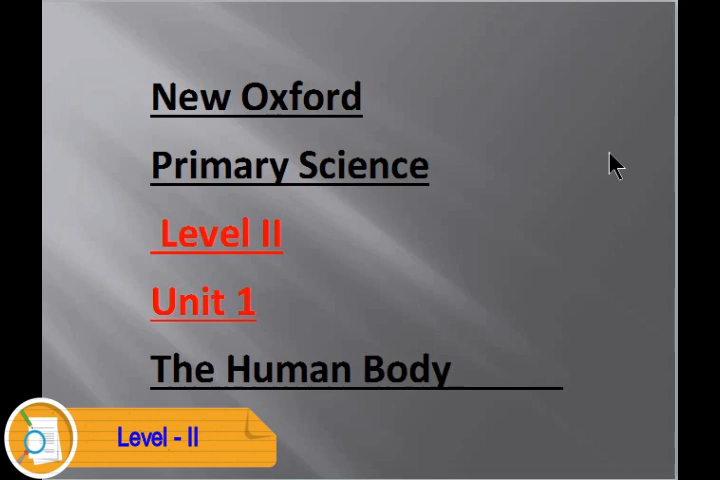 New Oxford
Primary Science
Level II
Unit 1
The Human Body
Level - II